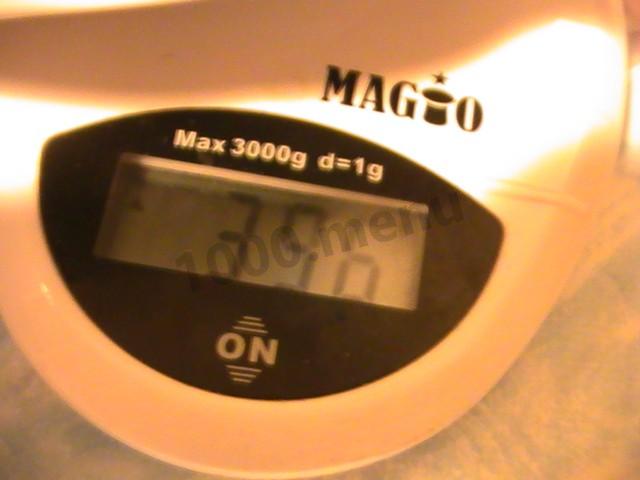 MAGIO
Max 3000g d=1g
1000.menu
ON